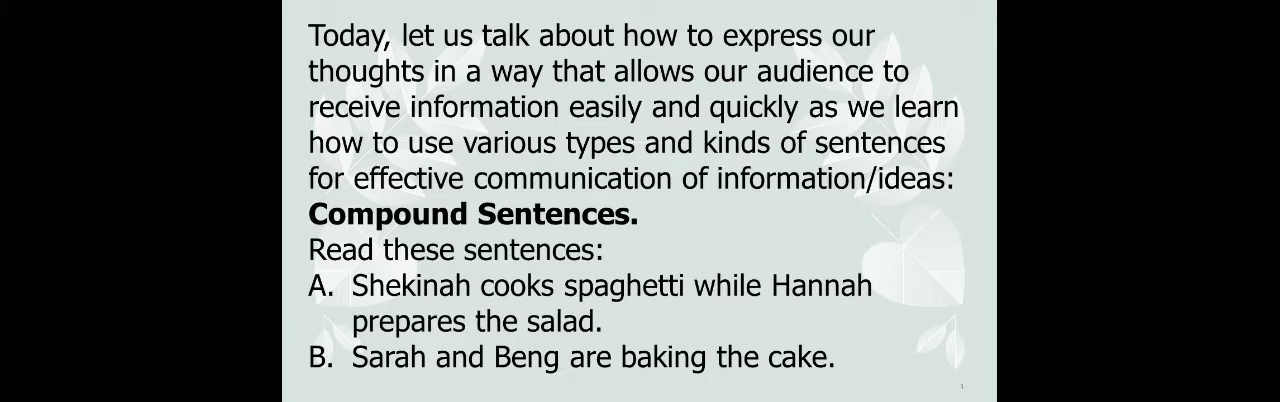 Today, let us talk about how to express our
thoughts in a way that allows our audience to
receive information easily and quickly as we learn
how to use various types and kinds of sentences
for effective communication of information/ideas:
Compound Sentences.
Read these sentences:
A. Shekinah cooks spaghetti while Hannah
prepares the salad.
B. Sarah and Beng are baking the cake.
1